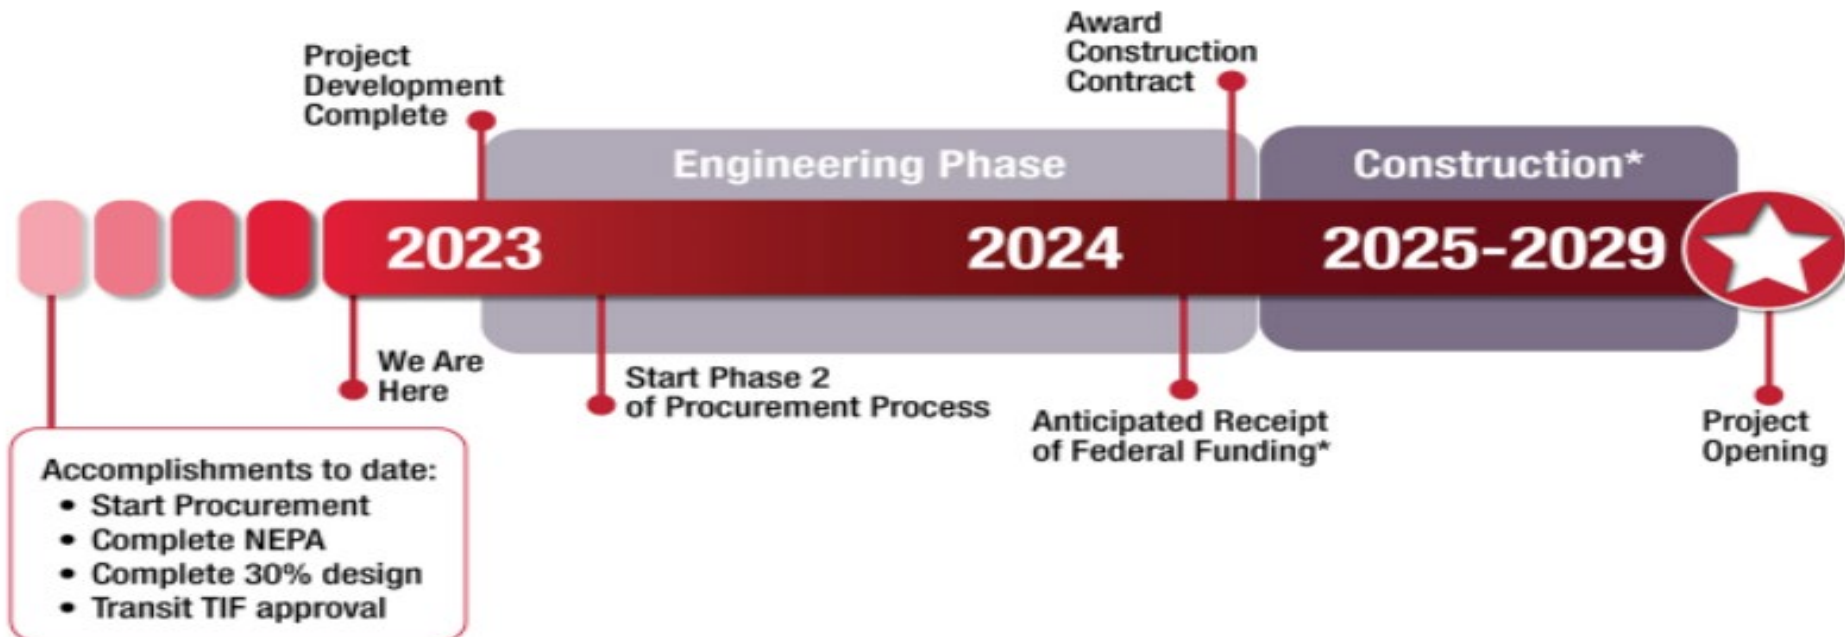 Project
Development
Complete
Award
Construction
Contract
Engineering Phase
Construction*
2023
2024
2025-2029
We Are
Here
Start Phase 2
of Procurement Process
Anticipated Receipt
of Federal Funding*
Project
Opening
Accomplishments to date:
• Start Procurement
• Complete NEPA
• Complete 30% design
• Transit TIF approval